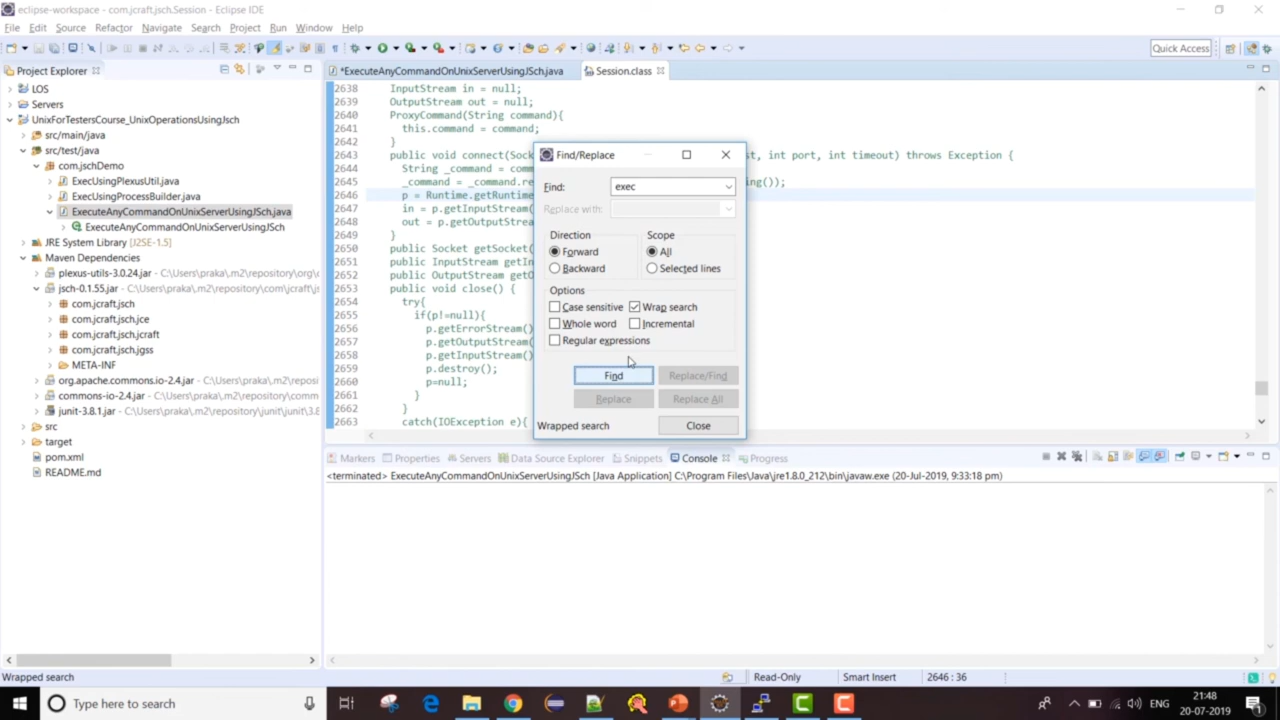 eclipse-workspace - com.jcraft.jsch.Session - Eclipse IDE
File Edit Source Refactor Navigate Search Project Run Window Help
Quick Access
Project Explorer
*ExecuteAnyCommandOnUnixServerUsingJSch.java
Session.class
LOS
Servers
UnixForTestersCourse_UnixOperationsUsingJsch
src/main/java
src/test/java
com.jschDemo
ExecUsingPlexusUtil.java
ExecUsingProcessBuilder.java
ExecuteAnyCommandOnUnixServerUsingJSch.java
ExecuteAnyCommandOnUnixServerUsingJSch
JRE System Library [J2SE-1.5]
Maven Dependencies
plexus-utils-3.0.24.jar - C:\Users\praka\.m2\repository\org\c
jsch-0.1.55.jar - C:\Users\praka\.m2\repository\com\jcraft\j
com.jcraft.jsch
com.jcraft.jsch.jce
com.jcraft.jsch.jcraft
com.jcraft.jsch.jgss
META-INF
org.apache.commons.io-2.4.jar - C:\Users\praka\.m2\repos
commons-io-2.4.jar - C:\Users\praka\.m2\repository\comm
junit-3.8.1.jar - C:\Users\praka\.m2\repository\junit\junit\3.8
src
target
pom.xml
README.md
2638 InputStream in = null;
2639 OutputStream out = null;
2640 ProxyCommand(String command){
2641 this.command = command;
2642 }
2643 public void connect(Soc st, int port, int timeout) throws Exception {
2644 String _command = com
2645 _command = _command.re ng());
2646 p = Runtime.getRuntime
2647 in = p.getInputStream(
2648 out = p.getOutputStrea
2649 }
2650 public Socket getSocket(
2651 public InputStream getIn
2652 public OutputStream getO
2653 public void close() {
2654 try{
2655 if(p!=null){
2656 p.getErrorStream()
2657 p.getOutputStream(
2658 p.getInputStream()
2659 p.destroy();
2660 p=null;
2661 }
2662 }
2663 catch(IOException e){
Find/Replace
Find: exec
Replace with:
Direction Scope
Forward All
Backward Selected lines
Options
Case sensitive Wrap search
Whole word Incremental
Regular expressions
Find Replace/Find
Replace Replace All
Wrapped search Close
Markers Properties Servers Data Source Explorer Snippets Console Progress
<terminated> ExecuteAnyCommandOnUnixServerUsingJSch [Java Application] C:\Program Files\Java\jre1.8.0_212\bin\javaw.exe (20-Jul-2019, 9:33:18 pm)
Wrapped search Read-Only Smart Insert 2646 : 36
Type here to search
ENG
21:48
20-07-2019